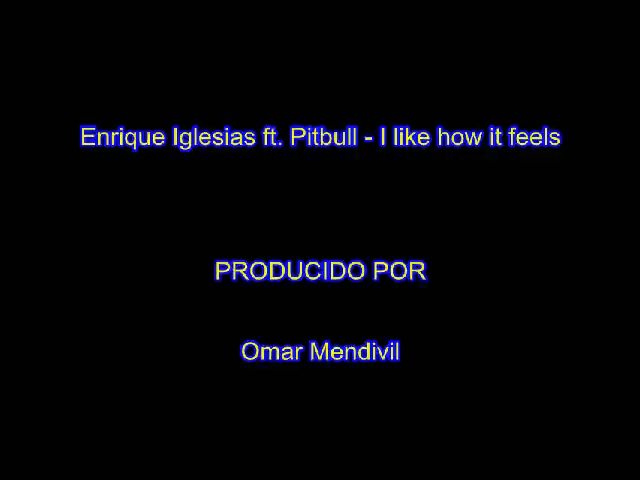 Enrique Iglesias ft. Pitbull - I like how it feels
PRODUCIDO POR
Omar Mendivil